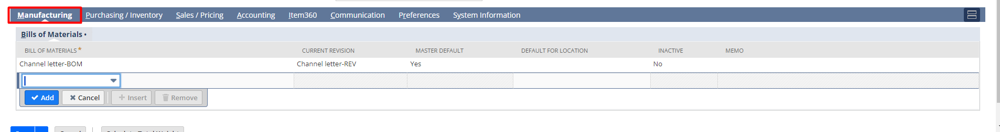 Manufacturing Purchasing / Inventory Sales / Pricing Accounting Item360 Communication Preferences System Information
Bills of Materials •
BILL OF MATERIALS * CURRENT REVISION MASTER DEFAULT DEFAULT FOR LOCATION INACTIVE MEMO
Channel letter-BOM Channel letter-REV Yes No
Add Cancel Insert Remove